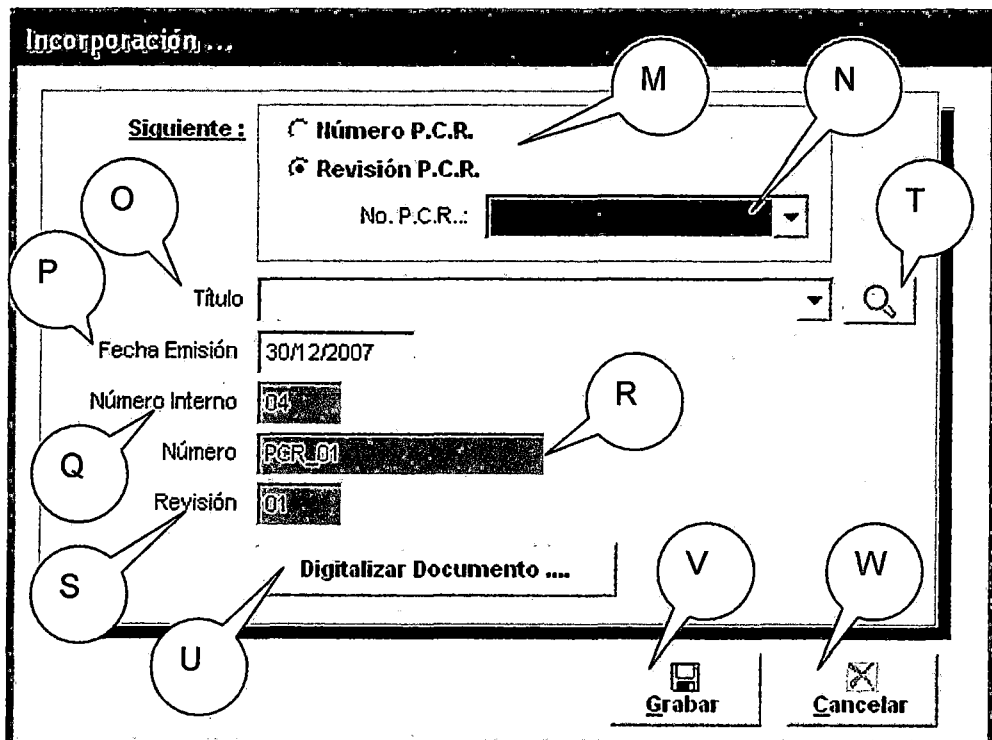 Incorporación ...
M
N
Siguiente :
Número P.C.R.
Revisión P.C.R.
O
T
No. P.C.R..:
P
Título
Fecha Emisión 30/12/2007
Número Interno 04
R
Número PCR_01
Q
Revisión 01
Digitalizar Documento ....
V
W
S
U
Grabar
Cancelar